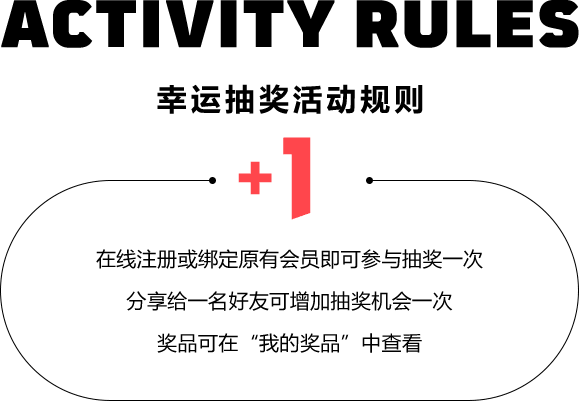 ACTIVITY RULES
幸运抽奖活动规则
+1
在线注册或绑定原有会员即可参与抽奖一次
分享给一名好友可增加抽奖机会一次
奖品可在“我的奖品”中查看